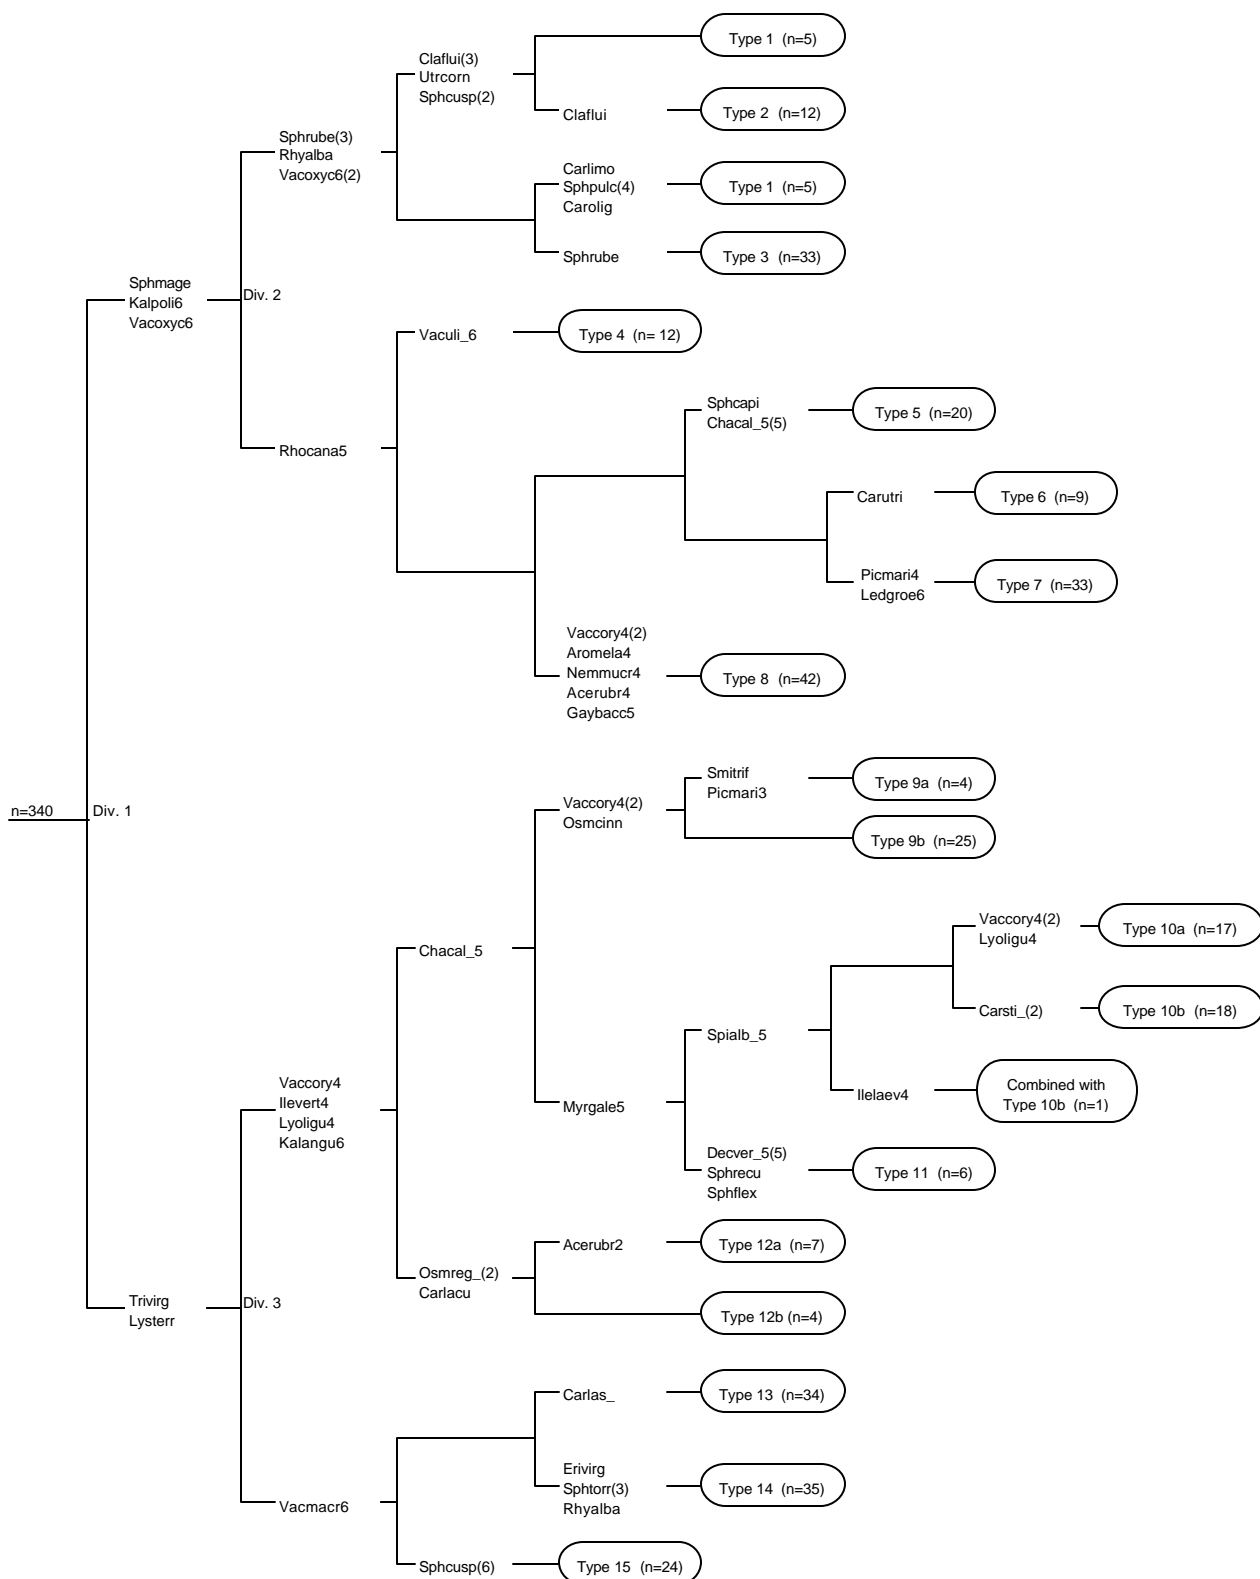 Type 1 (n=5)
Claflui(3)
Utrcorn
Sphcusp(2)
Claflui
Type 2 (n=12)
Sphrube(3)
Rhyalba
Vacoxyc6(2)
Carlimo
Sphpulc(4)
Carolig
Type 1 (n=5)
Sphrube
Type 3 (n=33)
Sphmage
Kalpoli6
Vacoxyc6
Div. 2
Vaculi_6
Type 4 (n= 12)
Rhocana5
Sphcapi
Chacal_5(5)
Type 5 (n=20)
Carutri
Type 6 (n=9)
Picmari4
Ledgroe6
Type 7 (n=33)
Vaccory4(2)
Aromela4
Nemmucr4
Acerubr4
Gaybacc5
Type 8 (n=42)
n=340
Div. 1
Smitrif
Picmari3
Type 9a (n=4)
Vaccory4(2)
Osmcinn
Type 9b (n=25)
Chacal_5
Vaccory4(2)
Lyoligu4
Type 10a (n=17)
Carsti_(2)
Type 10b (n=18)
Spialb_5
Ilelaev4
Combined with
Type 10b (n=1)
Myrgale5
Decver_5(5)
Sphrecu
Sphflex
Type 11 (n=6)
Vaccory4
Ilevert4
Lyoligu4
Kalangu6
Acerubr2
Type 12a (n=7)
Osmreg_(2)
Carlacu
Type 12b (n=4)
Trivirg
Lysterr
Div. 3
Carlas_
Type 13 (n=34)
Erivirg
Sphtorr(3)
Rhyalba
Type 14 (n=35)
Vacmacr6
Sphcusp(6)
Type 15 (n=24)